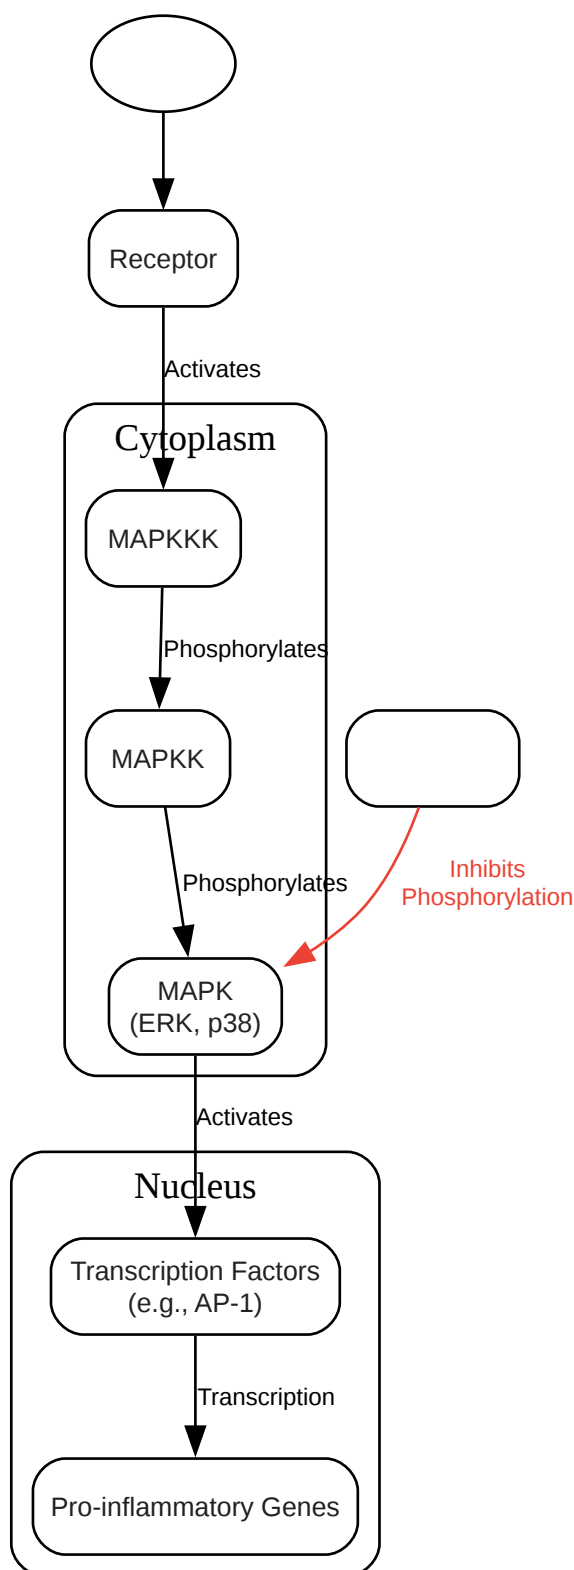 Receptor
Activates
Cytoplasm
MAPKKK
Phosphorylates
MAPKK
Inhibits
Phosphorylation
Phosphorylates
MAPK
(ERK, p38)
Activates
Nucleus
Transcription Factors
(e.g., AP-1)
Transcription
Pro-inflammatory Genes